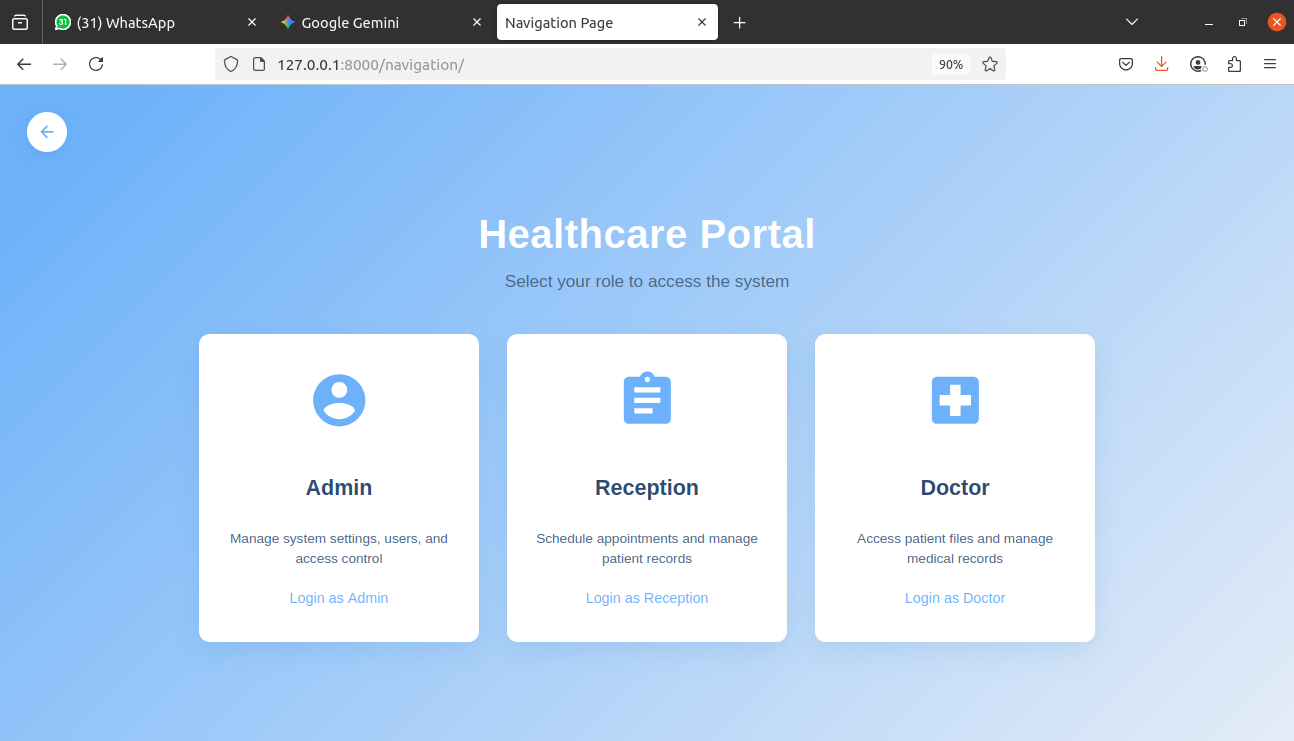 (31) WhatsApp
Google Gemini
Navigation Page
127.0.0.1:8000/navigation/
90%
Healthcare Portal
Select your role to access the system
Admin
Manage system settings, users, and
access control
Login as Admin
Reception
Schedule appointments and manage
patient records
Login as Reception
Doctor
Access patient files and manage
medical records
Login as Doctor